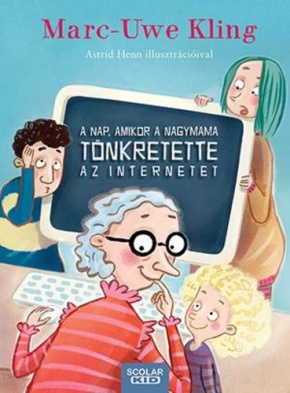 Marc-Uwe Kling
Astrid Henn illusztrációival
A NAP, AMIKOR A NAGYMAMA
TÖNKRETETTE
AZ INTERNETET
SCOLAR
KID